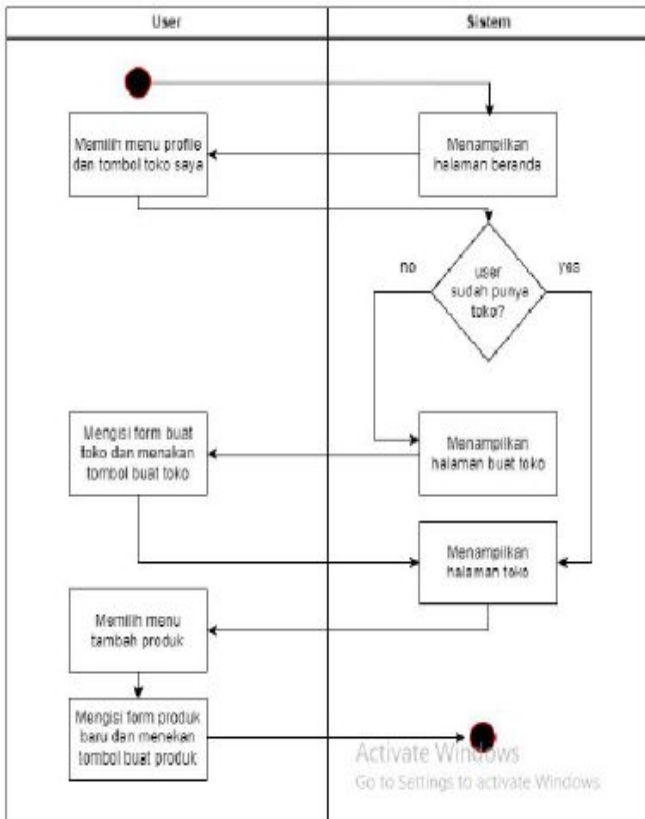 User
Sistem
Memilih menu profile
dan tombol toko saya
Menampilkan
halaman beranda
no
user
sudah punya
toko?
yes
Mengisi form buat
toko dan menakan
tombol buat toko
Menampilkan
halaman buat toko
Menampilkan
halaman toko
Memilih menu
tambah produk
Mengisi form produk
baru dan menekan
tombol buat produk
Activate Windows
Go to Settings to activate Windows.